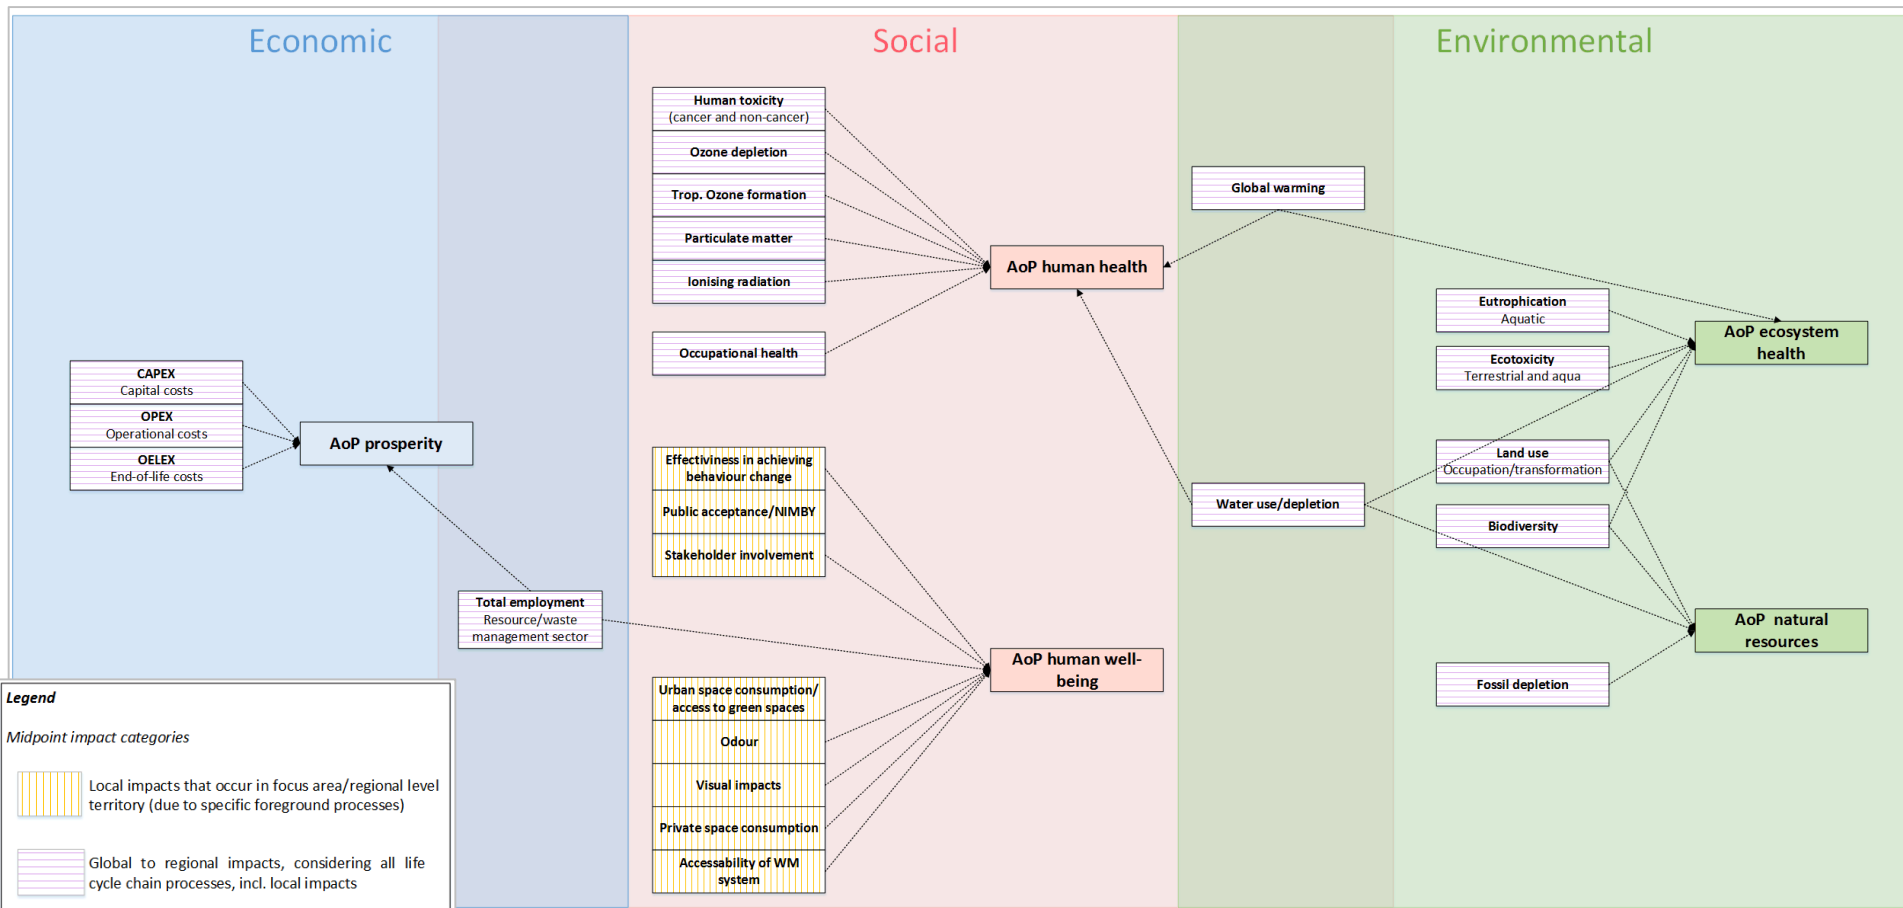 Economic
Social
Environmental
Human toxicity
(cancer and non-cancer)
Ozone depletion
Trop. Ozone formation
Particulate matter
Ionising radiation
Occupational health
AoP human health
Global warming
Eutrophication
Aquatic
Ecotoxicity
Terrestrial and aqua
AoP ecosystem
health
CAPEX
Capital costs
OPEX
Operational costs
OELEX
End-of-life costs
AoP prosperity
Effectiviness in achieving
behaviour change
Public acceptance/NIMBY
Stakeholder involvement
Water use/depletion
Land use
Occupation/transformation
Biodiversity
Total employment
Resource/waste
management sector
AoP human well-
being
AoP natural
resources
Fossil depletion
Urban space consumption/
access to green spaces
Odour
Visual impacts
Private space consumption
Accessability of WM
system
Legend
Midpoint impact categories
Local impacts that occur in focus area/regional level
territory (due to specific foreground processes)
Global to regional impacts, considering all life
cycle chain processes, incl. local impacts